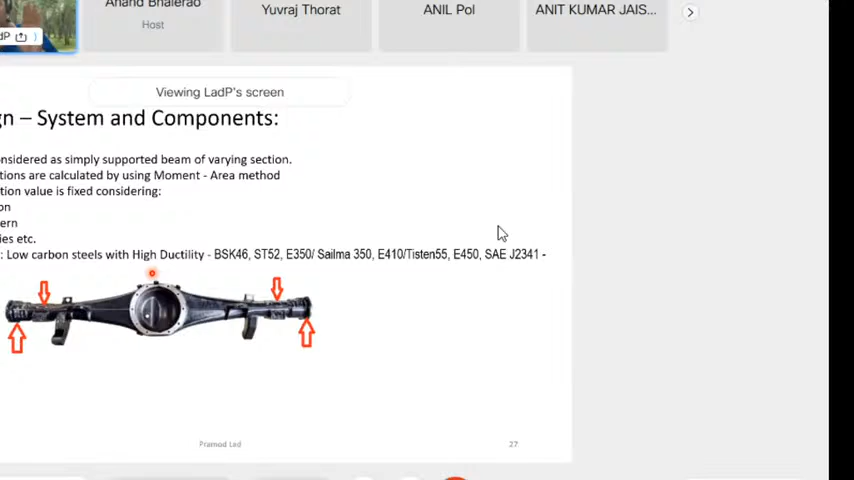 Anand Bhalerao
Host
Yuvraj Thorat
ANIL Pol
ANIT KUMAR JAIS...
dP
Viewing LadP's screen
gn – System and Components:
onsidered as simply supported beam of varying section.
tions are calculated by using Moment - Area method
tion value is fixed considering:
on
ern
ies etc.
: Low carbon steels with High Ductility - BSK46, ST52, E350/ Sailma 350, E410/Tisten55, E450, SAE J2341 -
Pramod Lad
27